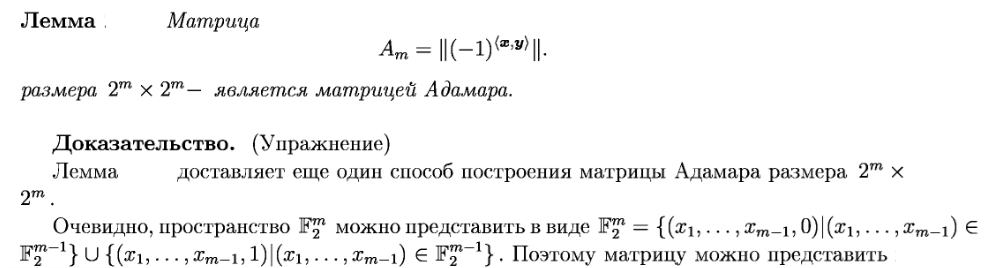 Лемма Матрица
A_m = ‖(−1)^{⟨x,y⟩}‖.
размера 2^m × 2^m − является матрицей Адамара.
Доказательство. (Упражнение)
Лемма доставляет еще один способ построения матрицы Адамара размера 2^m ×
2^m .
Очевидно, пространство 𝔽_2^m можно представить в виде 𝔽_2^m = {(x_1, . . . , x_{m−1}, 0)|(x_1, . . . , x_{m−1}) ∈
𝔽_2^{m−1}} ∪ {(x_1, . . . , x_{m−1}, 1)|(x_1, . . . , x_{m−1}) ∈ 𝔽_2^{m−1}} . Поэтому матрицу можно представить